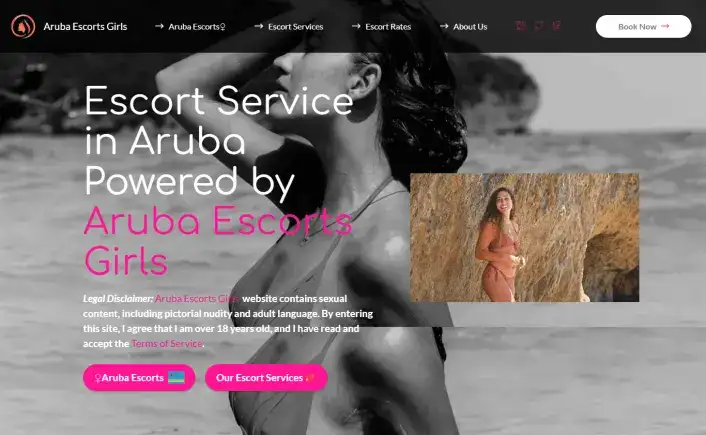 Aruba Escorts Girls
→ Aruba Escorts♀
→ Escort Services
→ Escort Rates
→ About Us
Book Now →
Escort Service
in Aruba
Powered by
Aruba Escorts
Girls
Legal Disclaimer: Aruba Escorts Girls website contains sexual
content, including pictorial nudity and adult language. By entering
this site, I agree that I am over 18 years old, and I have read and
accept the Terms of Service.
♀Aruba Escorts
Our Escort Services